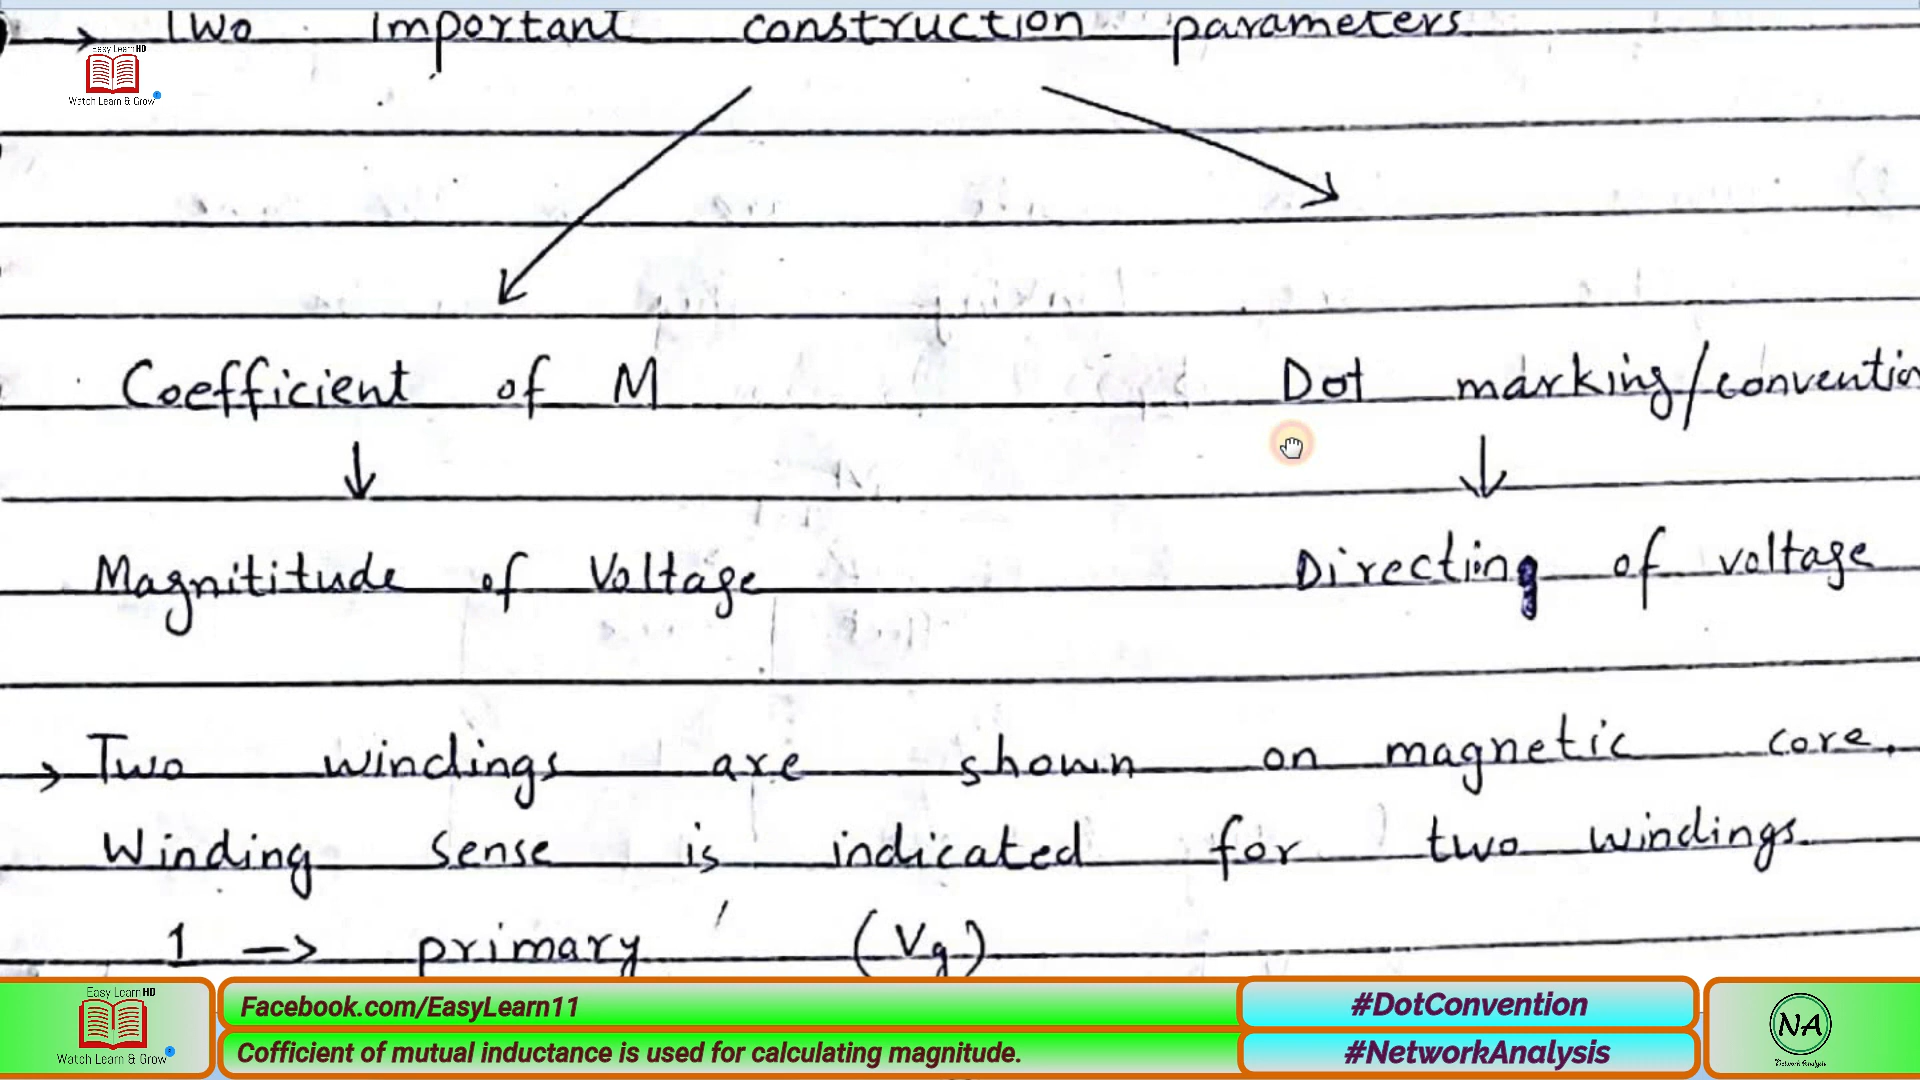 → Two important construction parameters
Easy Learn HD
Watch Learn & Grow
Coefficient of M
Dot marking/convention
↓
↓
Magnititude of Voltage
Directing of voltage
→ Two windings are shown on magnetic core.
Winding sense is indicated for two windings.
1 → primary (Vg)
Easy Learn HD
Watch Learn & Grow
Facebook.com/EasyLearn11
Cofficient of mutual inductance is used for calculating magnitude.
#DotConvention
#NetworkAnalysis
NA
Network Analysis